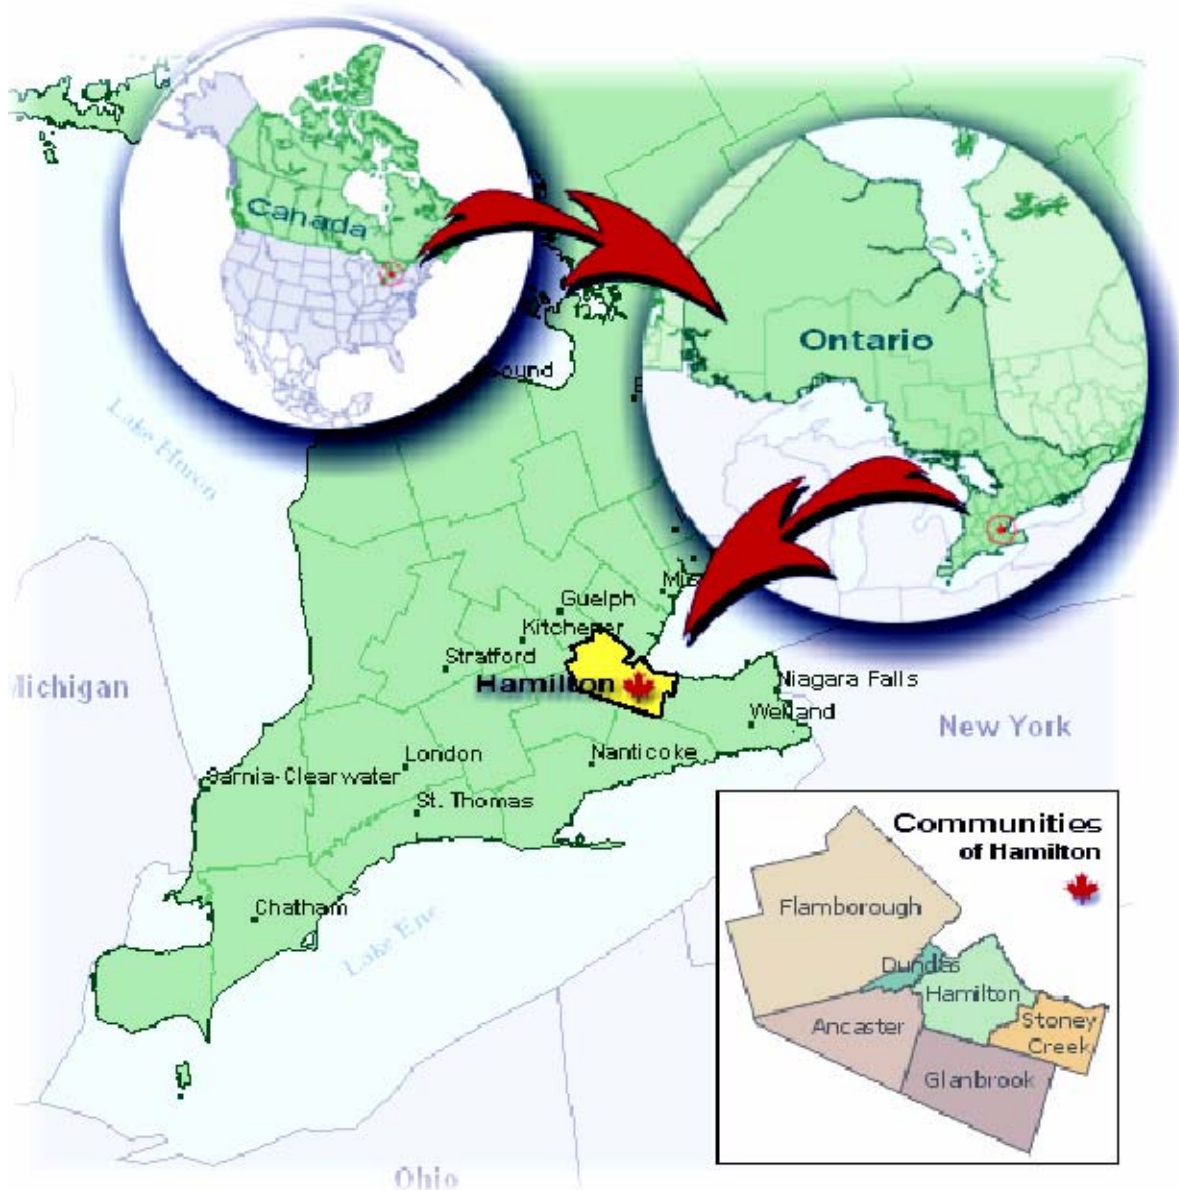 Canada
Ontario
Lake Huron
Guelph
Kitchener
Stratford
Hamilton
Michigan
Niagara Falls
Welland
New York
London
Nanticoke
Sarnia-Clearwater
St. Thomas
Chatham
Lake Erie
Ohio
Communities
of Hamilton
Flamborough
Dundas
Hamilton
Stoney
Creek
Ancaster
Glanbrook